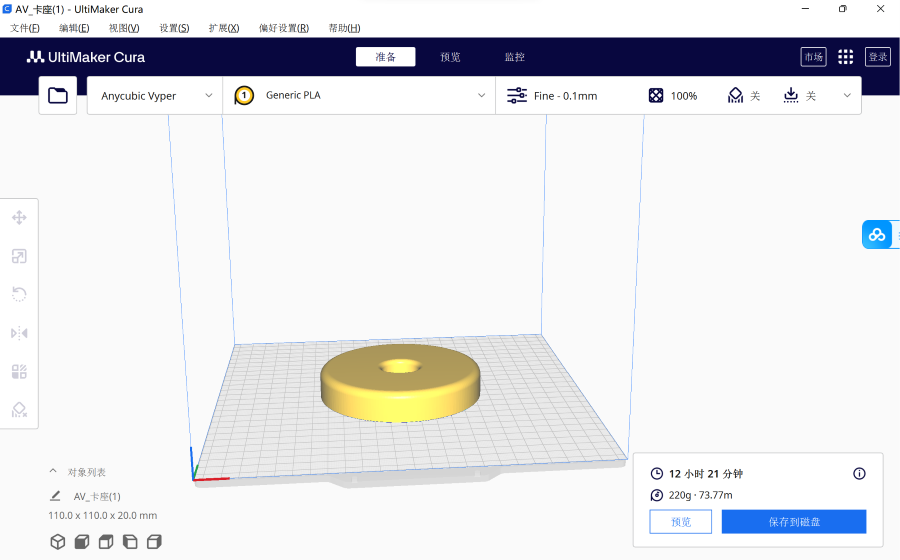 AV_卡座(1) - UltiMaker Cura
文件(F) 编辑(E) 视图(V) 设置(S) 扩展(X) 偏好设置(R) 帮助(H)
UltiMaker Cura 准备 预览 监控 市场 登录
Anycubic Vyper 1 Generic PLA Fine - 0.1mm 100% 关 关
对象列表
AV_卡座(1)
110.0 x 110.0 x 20.0 mm
12 小时 21 分钟
220g · 73.77m
预览 保存到磁盘